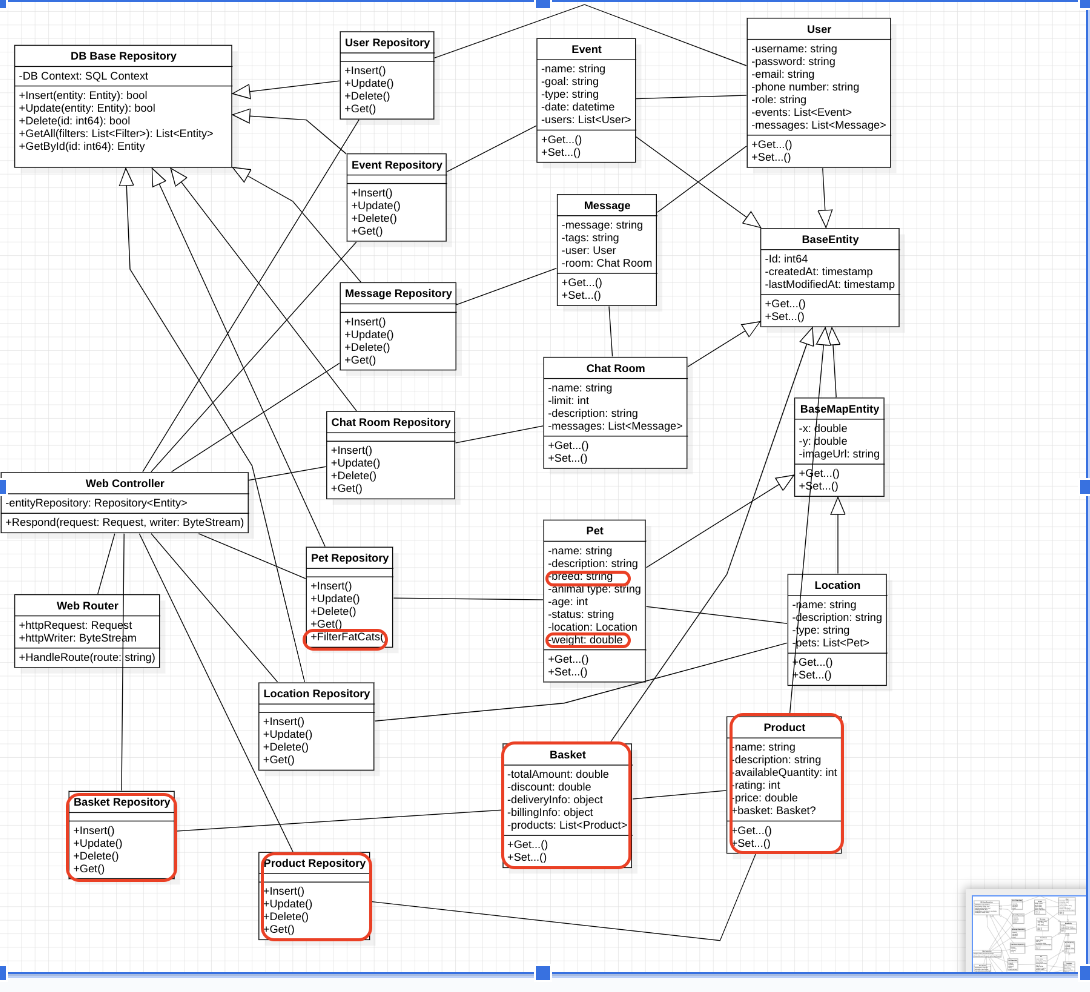 DB Base Repository
-DB Context: SQL Context
+Insert(entity: Entity): bool
+Update(entity: Entity): bool
+Delete(id: int64): bool
+GetAll(filters: List<Filter>): List<Entity>
+GetById(id: int64): Entity
User Repository
+Insert()
+Update()
+Delete()
+Get()
Event
-name: string
-goal: string
-type: string
-date: datetime
-users: List<User>
+Get...()
+Set...()
User
-username: string
-password: string
-email: string
-phone number: string
-role: string
-events: List<Event>
-messages: List<Message>
+Get...()
+Set...()
Event Repository
+Insert()
+Update()
+Delete()
+Get()
Message
-message: string
-tags: string
-user: User
-room: Chat Room
+Get...()
+Set...()
BaseEntity
-Id: int64
-createdAt: timestamp
-lastModifiedAt: timestamp
+Get...()
+Set...()
Message Repository
+Insert()
+Update()
+Delete()
+Get()
Chat Room
-name: string
-limit: int
-description: string
-messages: List<Message>
+Get...()
+Set...()
BaseMapEntity
-x: double
-y: double
-imageUrl: string
+Get...()
+Set...()
Chat Room Repository
+Insert()
+Update()
+Delete()
+Get()
Web Controller
-entityRepository: Repository<Entity>
+Respond(request: Request, writer: ByteStream)
Pet Repository
+Insert()
+Update()
+Delete()
+Get()
+FilterFatCats()
Pet
-name: string
-description: string
-breed: string
-animal type: string
-age: int
-status: string
-location: Location
-weight: double
+Get...()
+Set...()
Location
-name: string
-description: string
-type: string
-pets: List<Pet>
+Get...()
+Set...()
Web Router
+httpRequest: Request
+httpWriter: ByteStream
+HandleRoute(route: string)
Location Repository
+Insert()
+Update()
+Delete()
+Get()
Basket
-totalAmount: double
-discount: double
-deliveryInfo: object
-billingInfo: object
-products: List<Product>
+Get...()
+Set...()
Product
-name: string
-description: string
-availableQuantity: int
-rating: int
-price: double
+basket: Basket?
+Get...()
+Set...()
Basket Repository
+Insert()
+Update()
+Delete()
+Get()
Product Repository
+Insert()
+Update()
+Delete()
+Get()